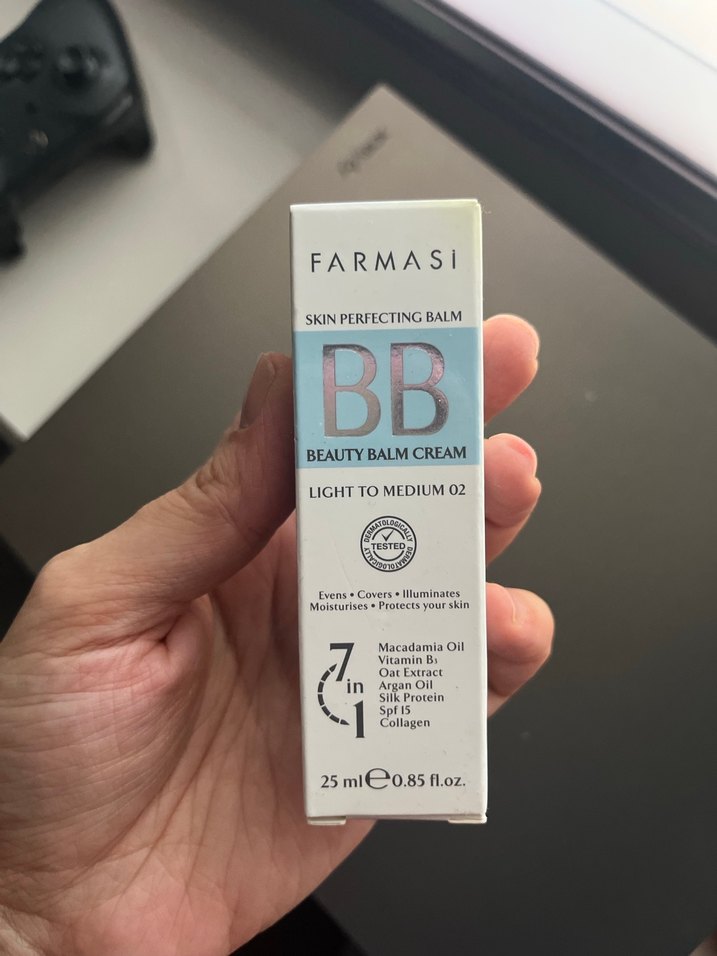 FARMASi
SKIN PERFECTING BALM
BB
BEAUTY BALM CREAM
LIGHT TO MEDIUM 02
DERMATOLOGICALLY
TESTED
DERMATOLOGICALLY
Evens • Covers • Illuminates
Moisturises • Protects your skin
7 in 1
Macadamia Oil
Vitamin B₃
Oat Extract
Argan Oil
Silk Protein
Spf 15
Collagen
25 ml ℮ 0.85 fl.oz.